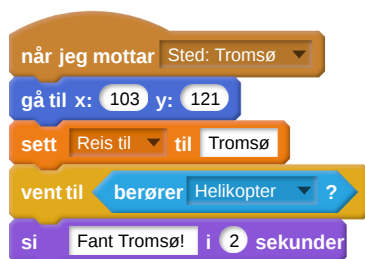 når jeg mottar Sted: Tromsø
gå til x: 103 y: 121
sett Reis til til Tromsø
vent til berører Helikopter ?
si Fant Tromsø! i 2 sekunder